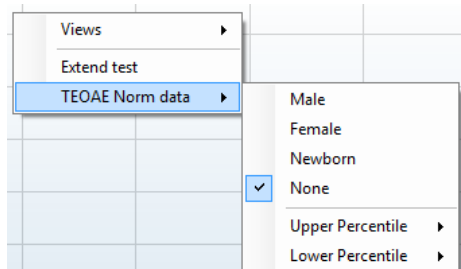 Views
Extend test
TEOAE Norm data
Male
Female
Newborn
None
Upper Percentile
Lower Percentile